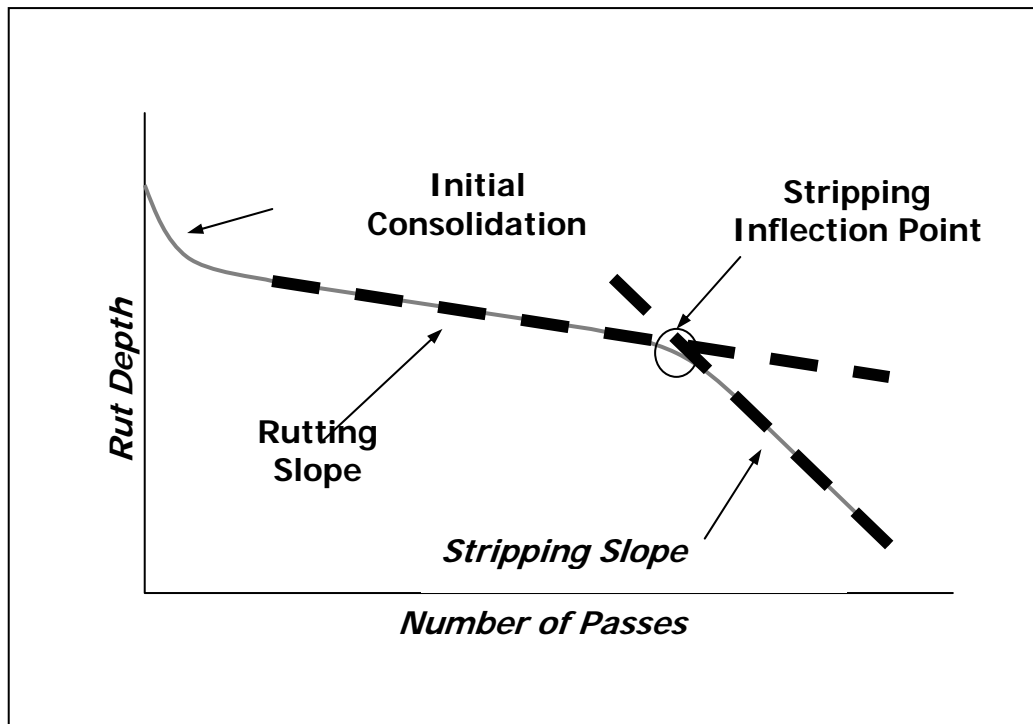 Initial
Consolidation
Stripping
Inflection Point
Rut Depth
Rutting
Slope
Stripping Slope
Number of Passes